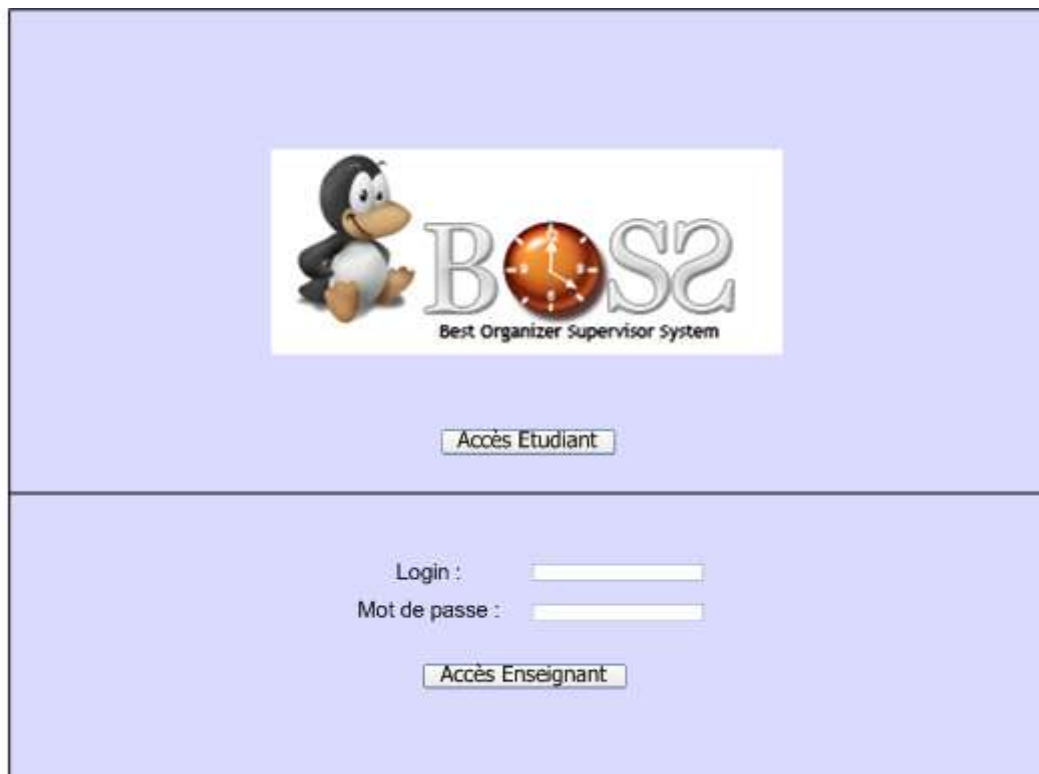 BOSS
Best Organizer Supervisor System
Accès Etudiant
Login :
Mot de passe :
Accès Enseignant